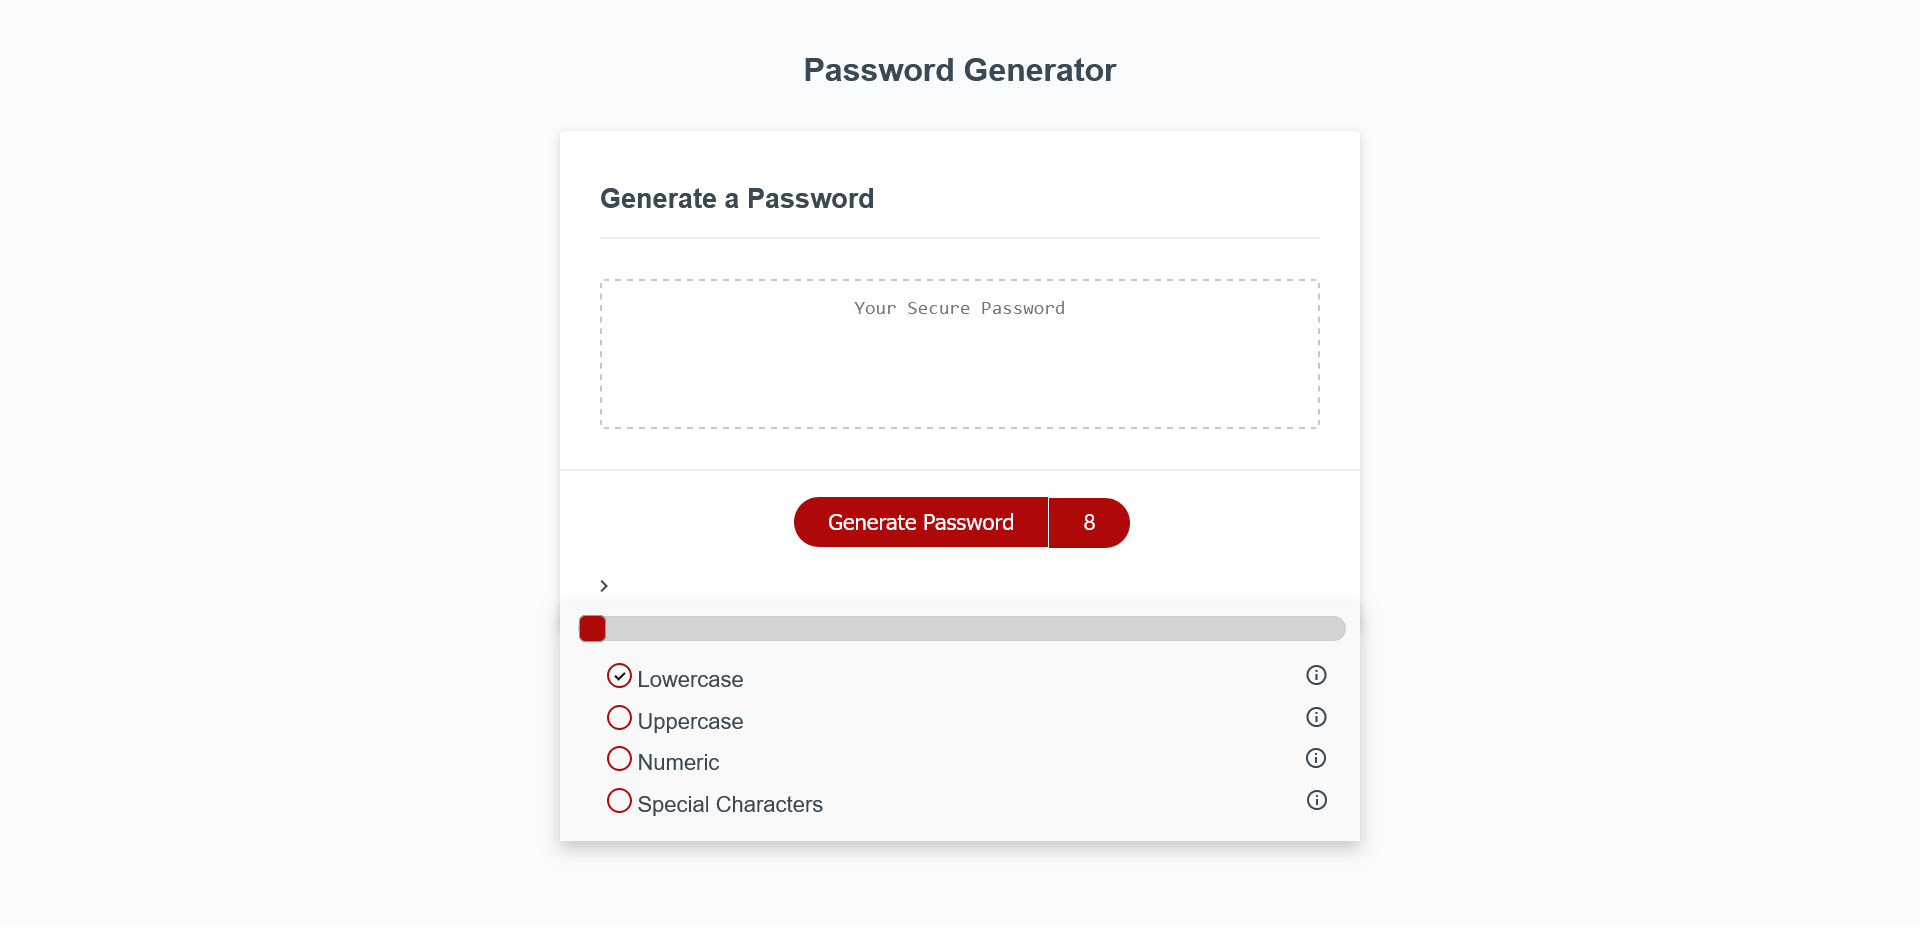 Password Generator
Generate a Password
Your Secure Password
Generate Password 8
Lowercase
Uppercase
Numeric
Special Characters